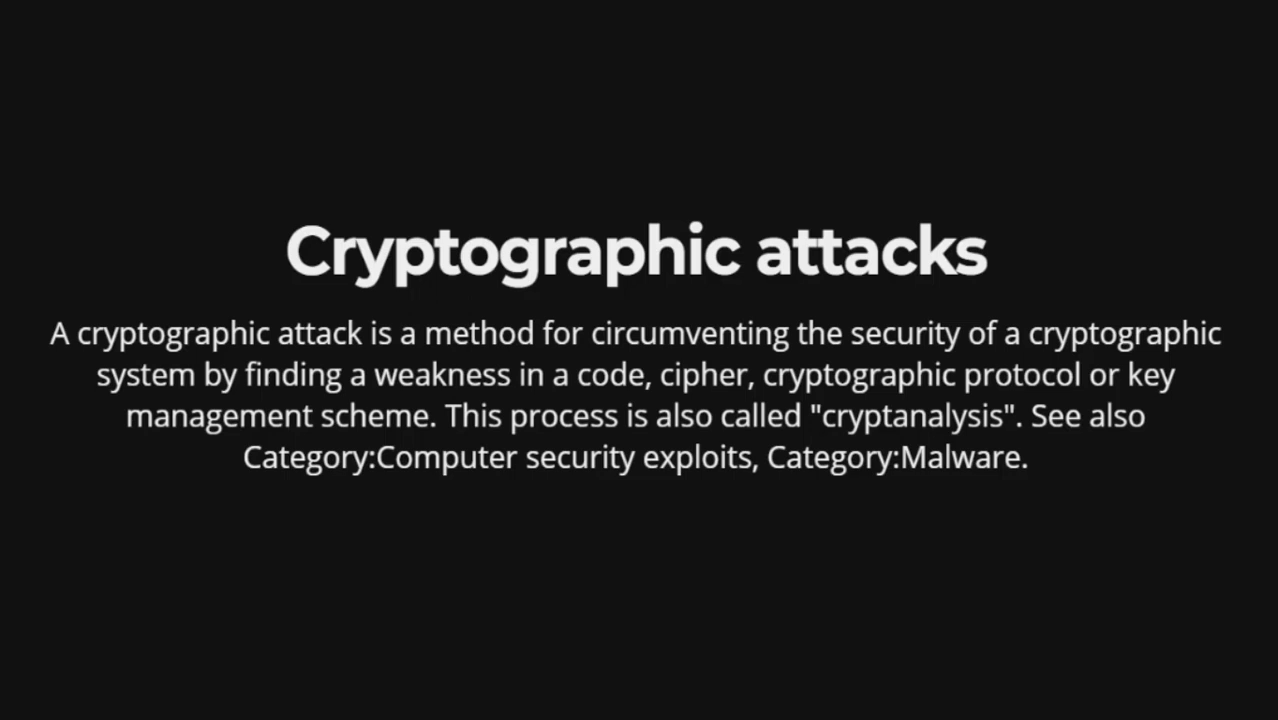 Cryptographic attacks
A cryptographic attack is a method for circumventing the security of a cryptographic
system by finding a weakness in a code, cipher, cryptographic protocol or key
management scheme. This process is also called "cryptanalysis". See also
Category:Computer security exploits, Category:Malware.